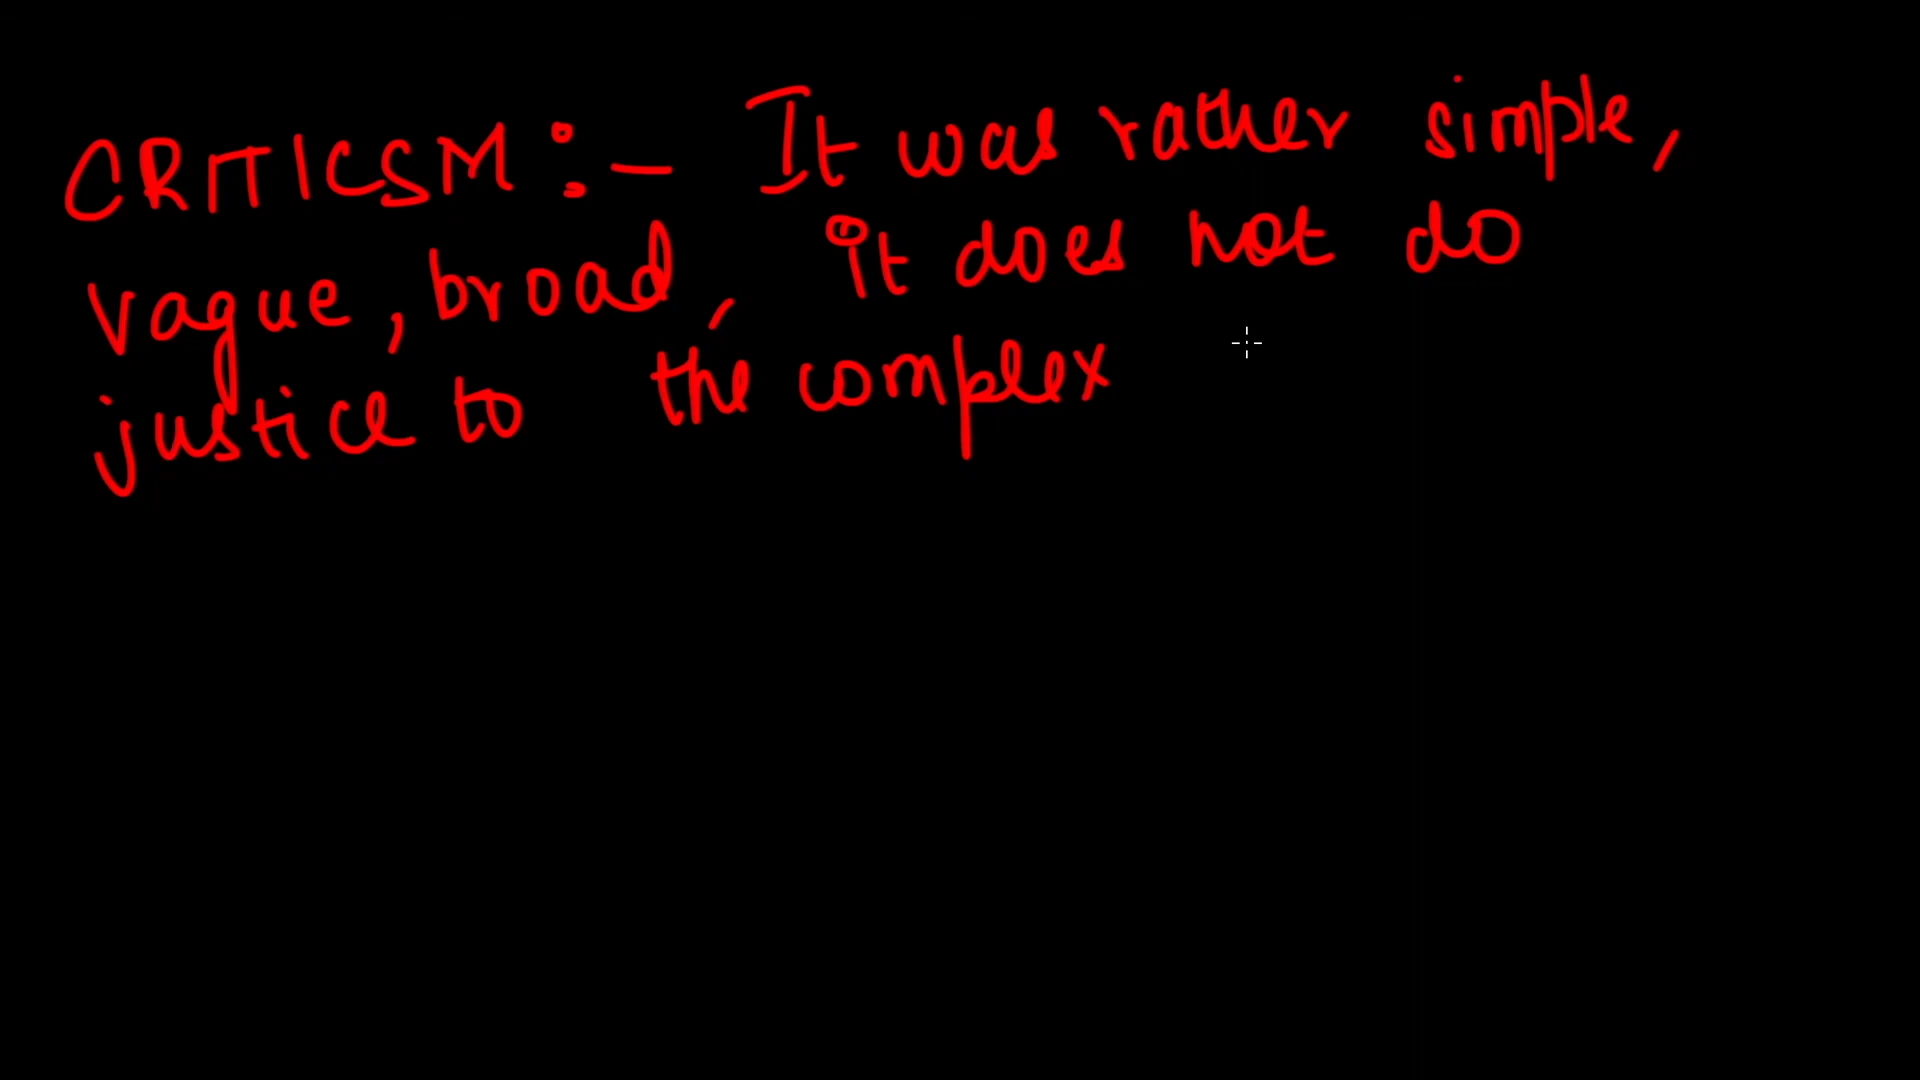 CRITICSM :- It was rather simple,
vague, broad, it does not do
justice to the complex